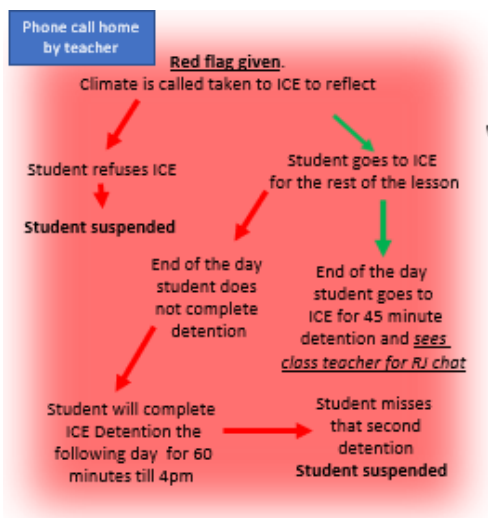 Phone call home
by teacher
Red flag given.
Climate is called taken to ICE to reflect
Student refuses ICE
Student suspended
Student goes to ICE
for the rest of the lesson
End of the day
student does
not complete
detention
End of the day
student goes to
ICE for 45 minute
detention and sees
class teacher for RJ chat
Student will complete
ICE Detention the
following day for 60
minutes till 4pm
Student misses
that second
detention
Student suspended